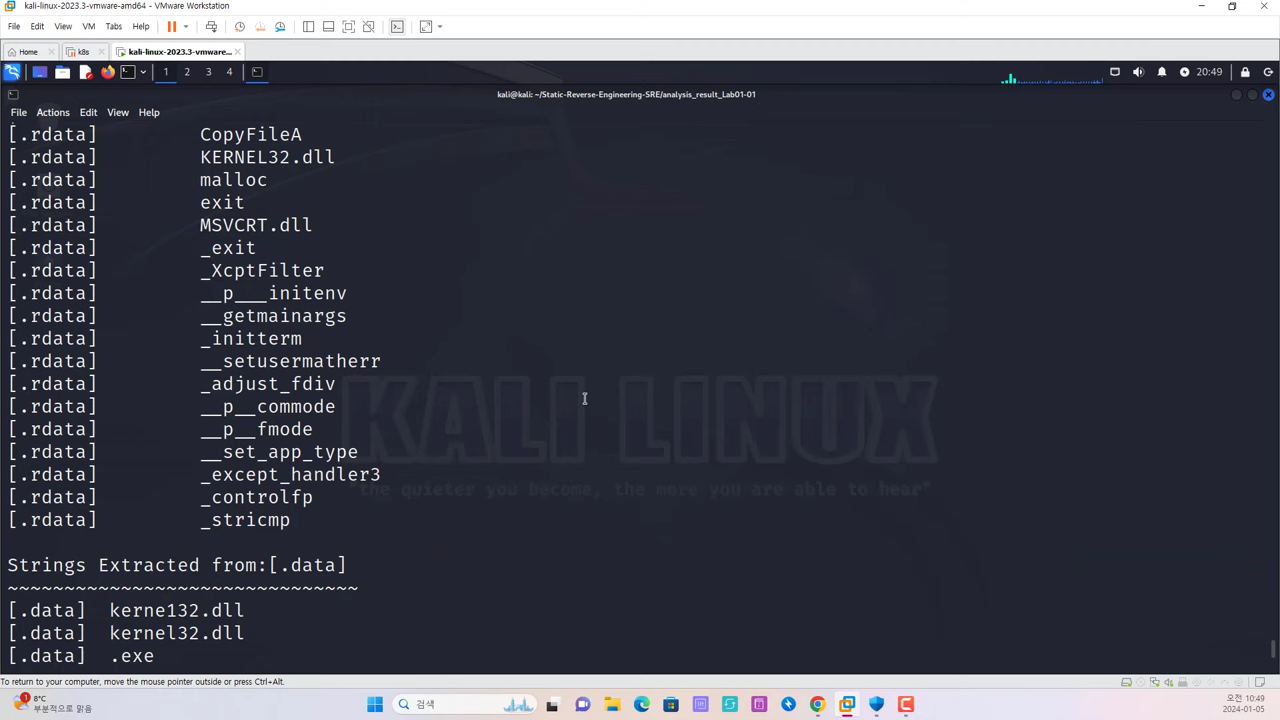 kali-linux-2023.3-vmware-amd64 - VMware Workstation
File Edit View VM Tabs Help
Home k8s kali-linux-2023.3-vmware...
1 2 3 4 20:49
kali@kali: ~/Static-Reverse-Engineering-SRE/analysis_result_Lab01-01
File Actions Edit View Help
[.rdata] CopyFileA
[.rdata] KERNEL32.dll
[.rdata] malloc
[.rdata] exit
[.rdata] MSVCRT.dll
[.rdata] _exit
[.rdata] _XcptFilter
[.rdata] __p___initenv
[.rdata] __getmainargs
[.rdata] _initterm
[.rdata] __setusermatherr
[.rdata] _adjust_fdiv
[.rdata] __p__commode
[.rdata] __p__fmode
[.rdata] __set_app_type
[.rdata] _except_handler3
[.rdata] _controlfp
[.rdata] _stricmp
KALI LINUX
"the quieter you become, the more you are able to hear"
Strings Extracted from:[.data]
~~~~~~~~~~~~~~~~~~~~~~~~~~~~~~~
[.data] kerne132.dll
[.data] kernel32.dll
[.data] .exe
To return to your computer, move the mouse pointer outside or press Ctrl+Alt.
1 8°C
부분적으로 맑음
검색
오전 10:49
2024-01-05